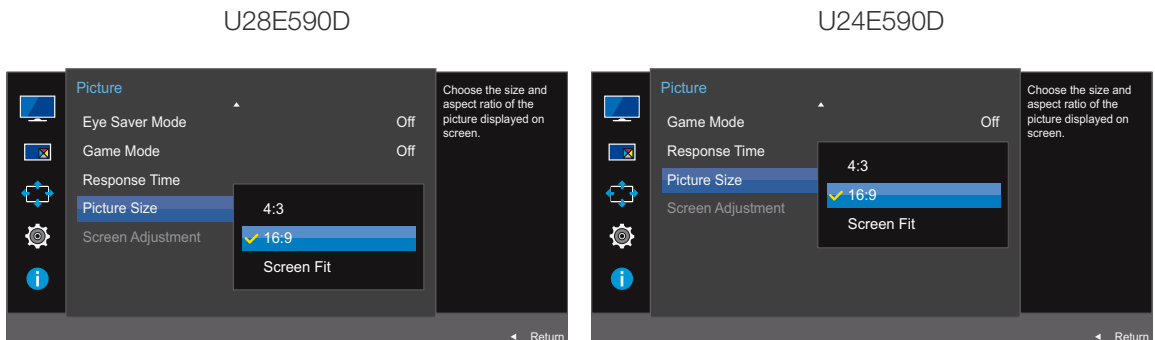 U28E590D
Picture
Eye Saver Mode Off
Game Mode Off
Response Time
Picture Size
Screen Adjustment
4:3
16:9
Screen Fit
Choose the size and
aspect ratio of the
picture displayed on
screen.
Return
U24E590D
Picture
Game Mode Off
Response Time
Picture Size
Screen Adjustment
4:3
16:9
Screen Fit
Choose the size and
aspect ratio of the
picture displayed on
screen.
Return